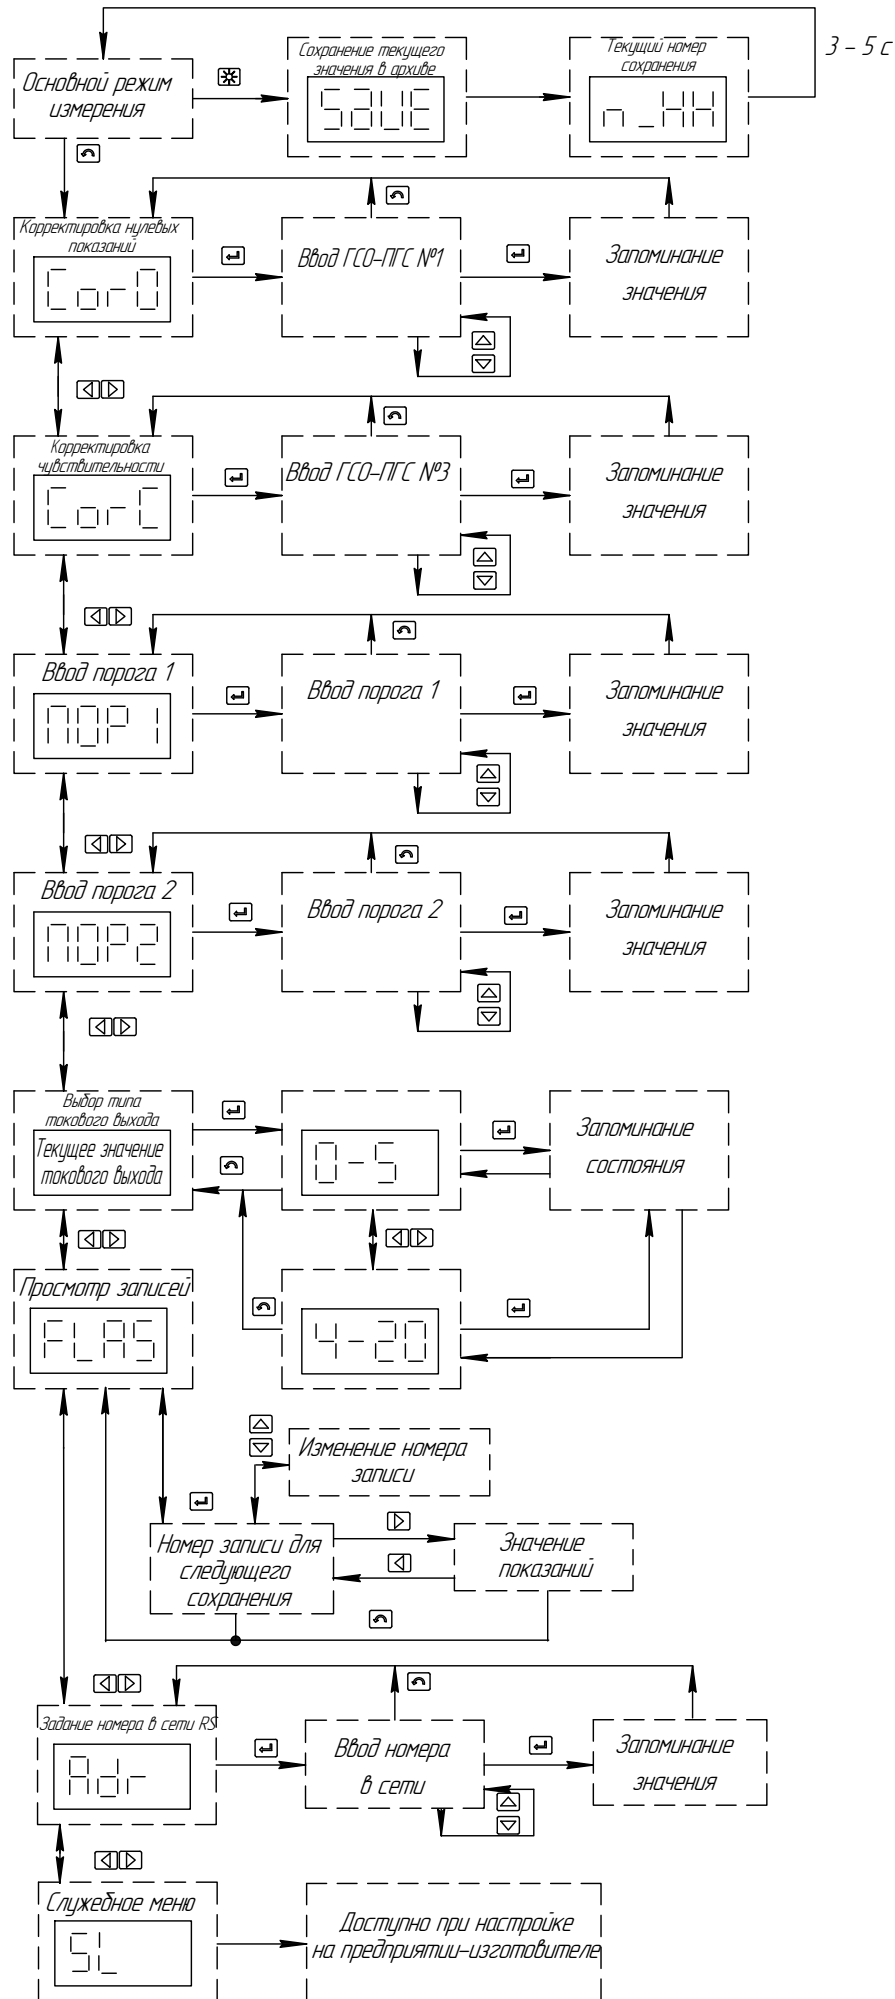 3 – 5 с
Основной режим
измерения
Сохранение текущего
значения в архиве
SaUE
Текущий номер
сохранения
n_HH
Корректировка нулевых
показаний
Cor0
Ввод ГСО-ПГС №1
Запоминание
значения
Корректировка
чувствительности
CorC
Ввод ГСО-ПГС №3
Запоминание
значения
Ввод порога 1
ПОР1
Ввод порога 1
Запоминание
значения
Ввод порога 2
ПОР2
Ввод порога 2
Запоминание
значения
Выбор типа
токового выхода
Текущее значение
токового выхода
0-5
Запоминание
состояния
Просмотр записей
FLAS
4-20
Изменение номера
записи
Номер записи для
следующего
сохранения
Значение
показаний
Задание номера в сети RS
Adr
Ввод номера
в сети
Запоминание
значения
Служебное меню
SL
Доступно при настройке
на предприятии-изготовителе